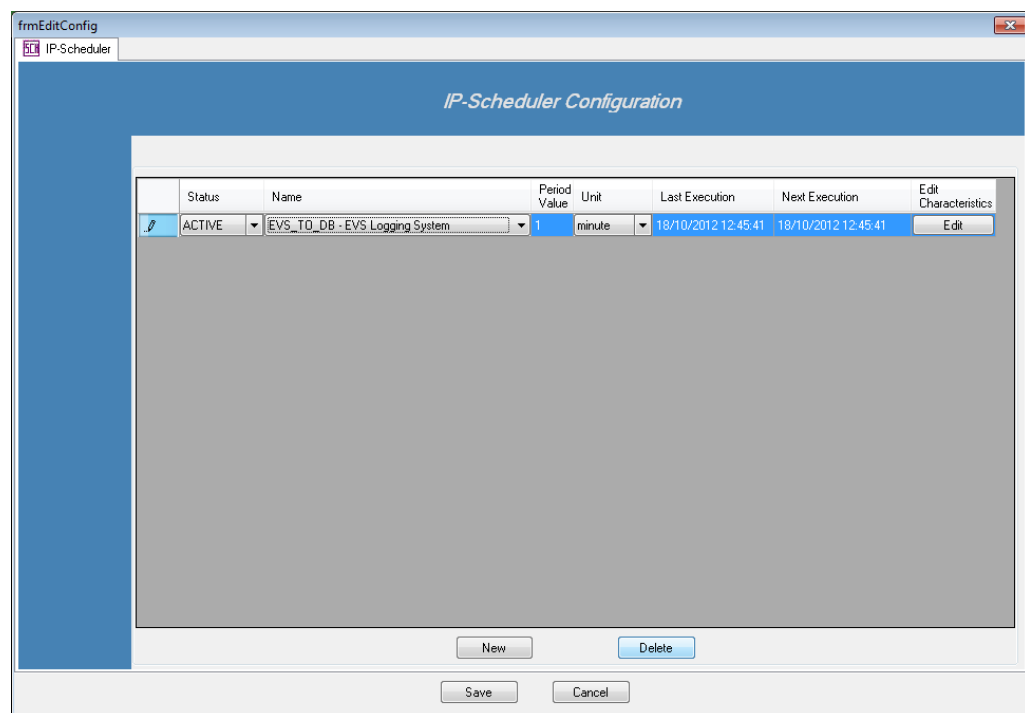 frmEditConfig
SCH IP-Scheduler
IP-Scheduler Configuration
Status Name Period Value Unit Last Execution Next Execution Edit Characteristics
ACTIVE EVS_TO_DB - EVS Logging System 1 minute 18/10/2012 12:45:41 18/10/2012 12:45:41 Edit
New Delete
Save Cancel